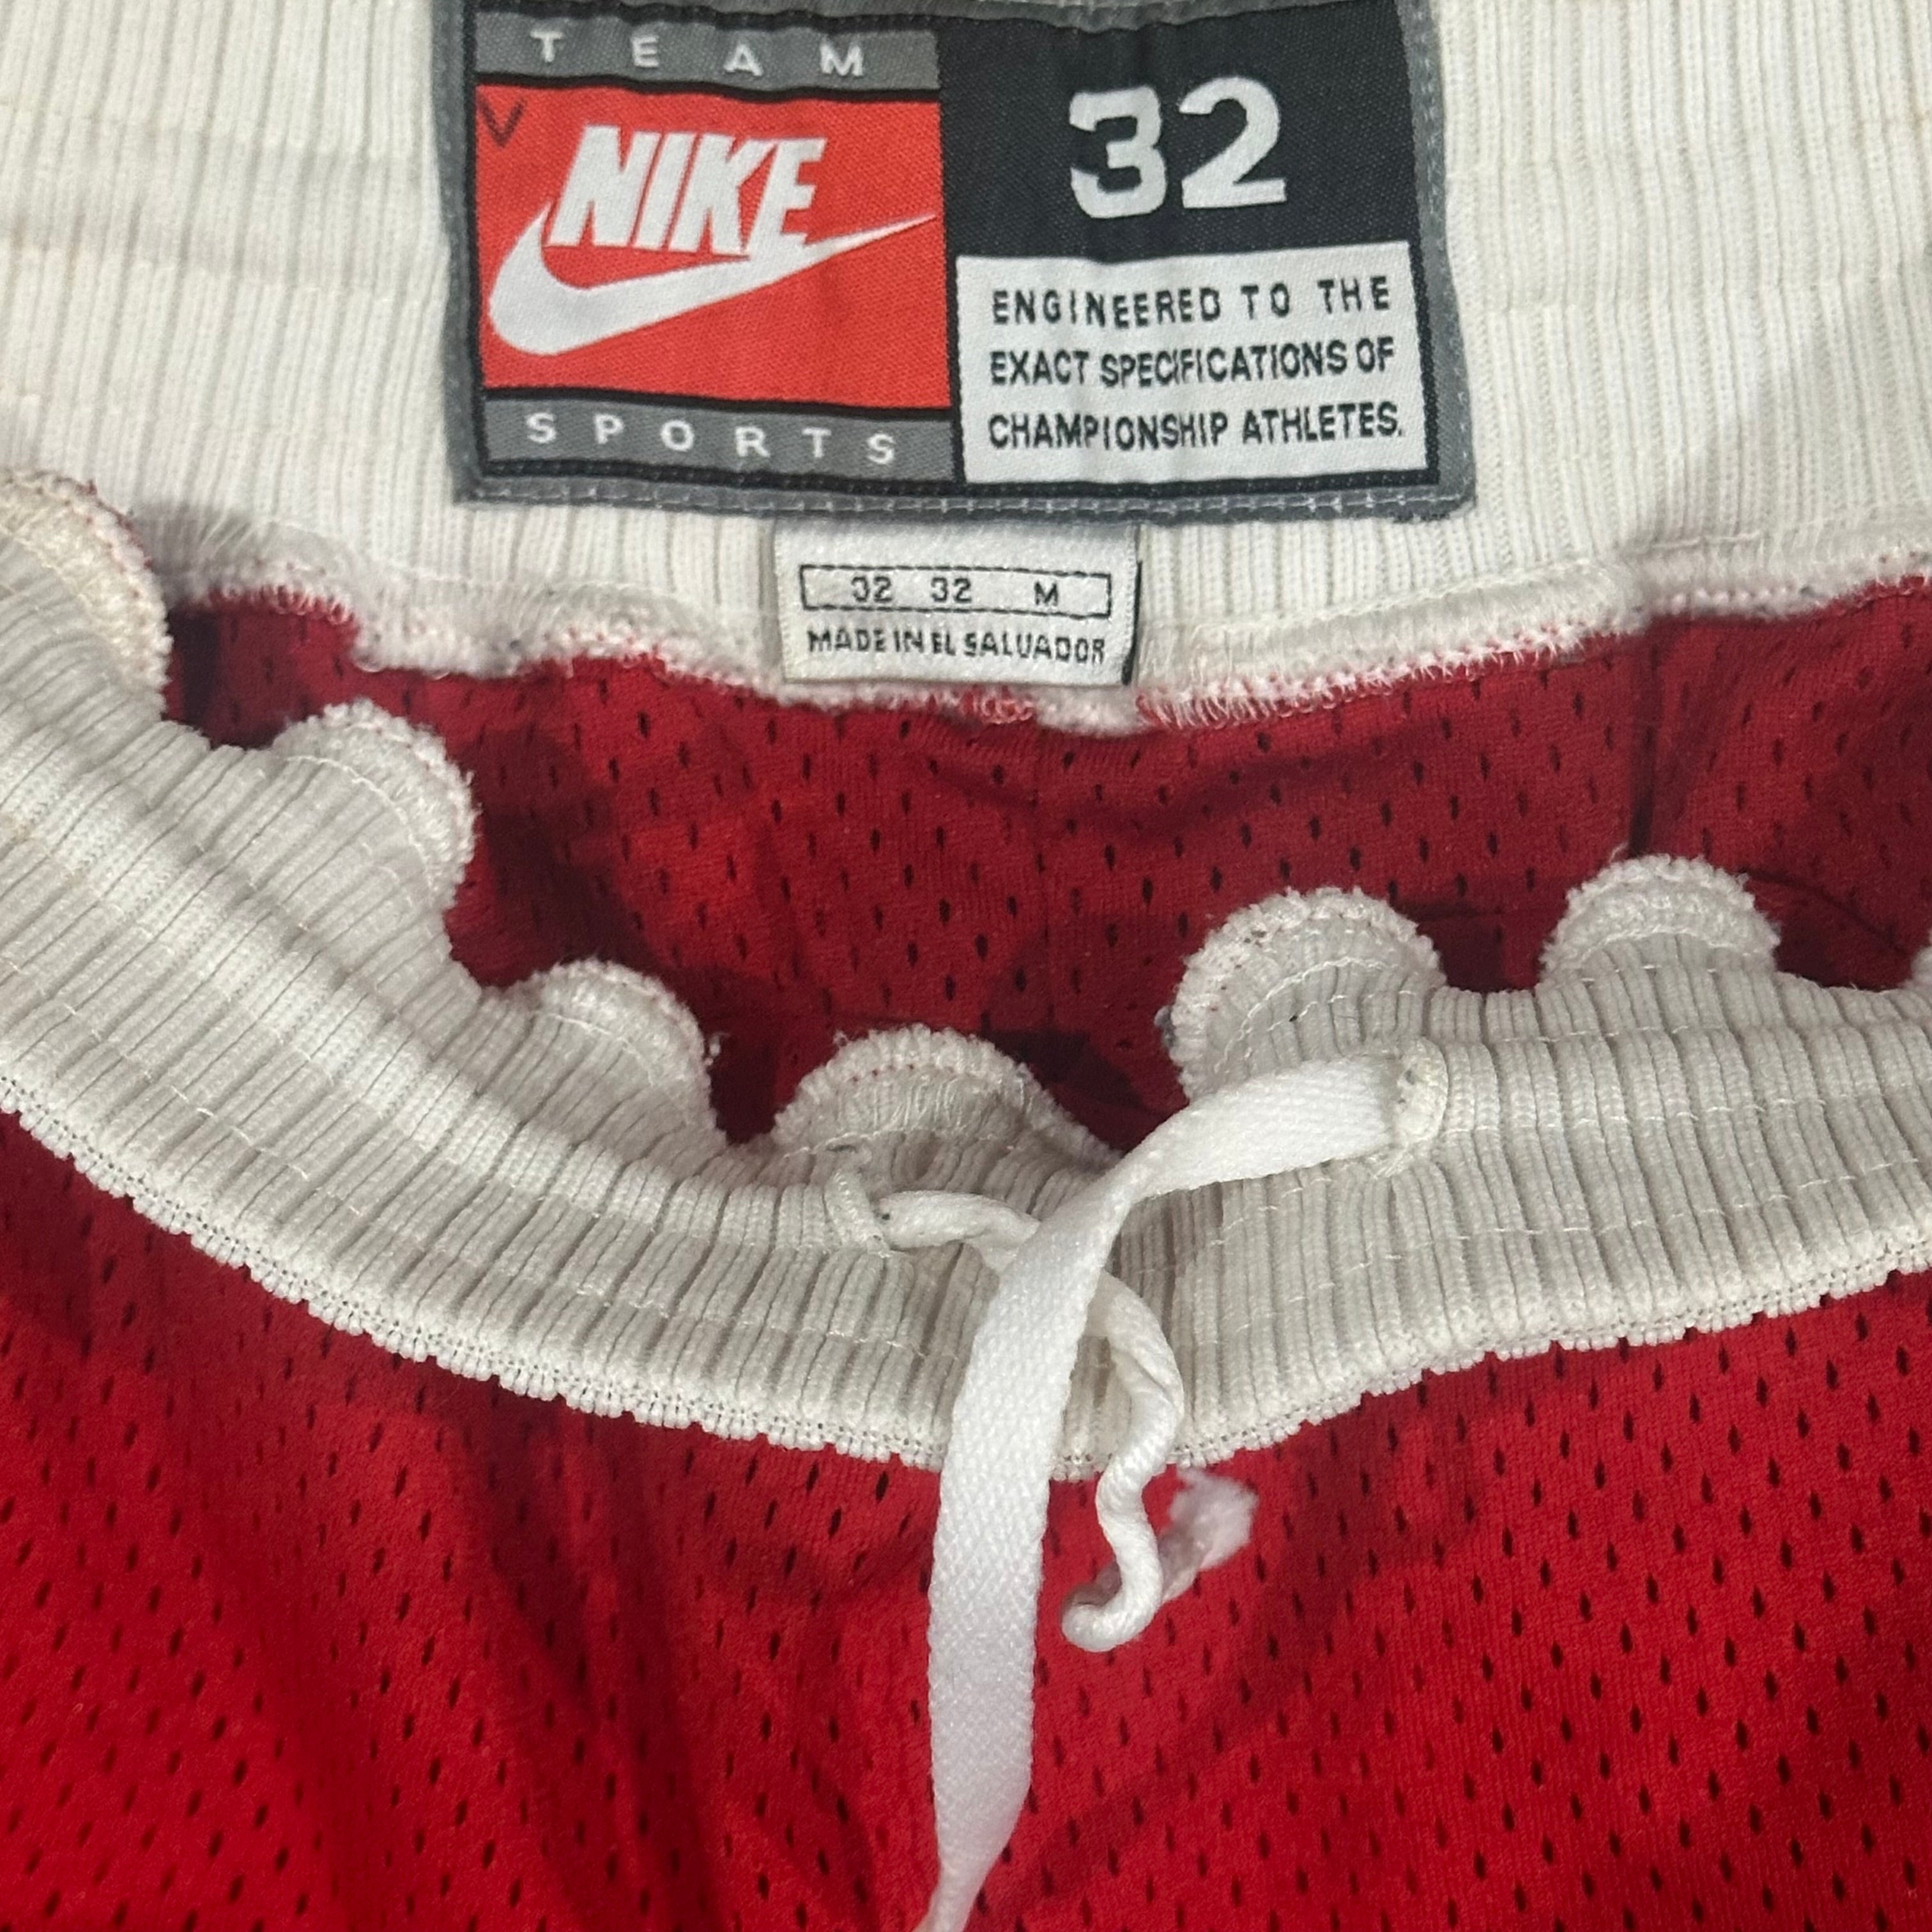 TEAM
V
NIKE
SPORTS
32
ENGINEERED TO THE
EXACT SPECIFICATIONS OF
CHAMPIONSHIP ATHLETES.
32 32 M
MADE IN EL SALVADOR